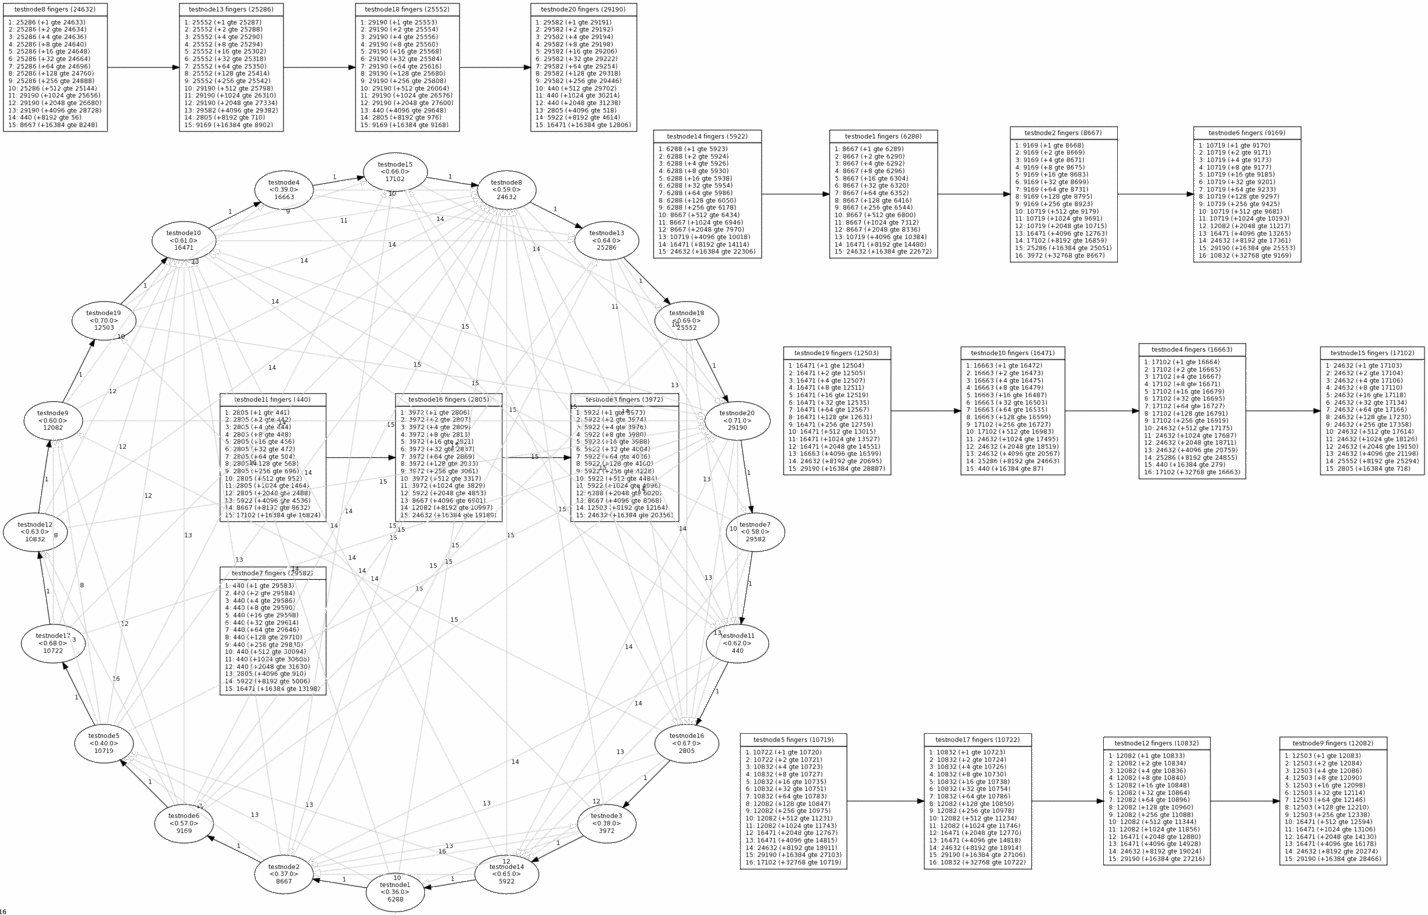 testnode8 fingers (24632)
1: 25286 (+1 gte 24633)
2: 25286 (+2 gte 24634)
3: 25286 (+4 gte 24636)
4: 25286 (+8 gte 24640)
5: 25286 (+16 gte 24648)
6: 25286 (+32 gte 24664)
7: 25286 (+64 gte 24696)
8: 25286 (+128 gte 24760)
9: 25286 (+256 gte 24888)
10: 25286 (+512 gte 25144)
11: 29190 (+1024 gte 25656)
12: 29190 (+2048 gte 26680)
13: 29190 (+4096 gte 28728)
14: 440 (+8192 gte 56)
15: 8667 (+16384 gte 8248)
testnode13 fingers (25286)
1: 25552 (+1 gte 25287)
2: 25552 (+2 gte 25288)
3: 25552 (+4 gte 25290)
4: 25552 (+8 gte 25294)
5: 25552 (+16 gte 25302)
6: 25552 (+32 gte 25318)
7: 25552 (+64 gte 25350)
8: 25552 (+128 gte 25414)
9: 25552 (+256 gte 25542)
10: 29190 (+512 gte 25798)
11: 29190 (+1024 gte 26310)
12: 29190 (+2048 gte 27334)
13: 29582 (+4096 gte 29382)
14: 2805 (+8192 gte 710)
15: 9169 (+16384 gte 8902)
testnode18 fingers (25552)
1: 29190 (+1 gte 25553)
2: 29190 (+2 gte 25554)
3: 29190 (+4 gte 25556)
4: 29190 (+8 gte 25560)
5: 29190 (+16 gte 25568)
6: 29190 (+32 gte 25584)
7: 29190 (+64 gte 25616)
8: 29190 (+128 gte 25680)
9: 29190 (+256 gte 25808)
10: 29190 (+512 gte 26064)
11: 29190 (+1024 gte 26576)
12: 29190 (+2048 gte 27600)
13: 440 (+4096 gte 29648)
14: 2805 (+8192 gte 976)
15: 9169 (+16384 gte 9168)
testnode20 fingers (29190)
1: 29582 (+1 gte 29191)
2: 29582 (+2 gte 29192)
3: 29582 (+4 gte 29194)
4: 29582 (+8 gte 29198)
5: 29582 (+16 gte 29206)
6: 29582 (+32 gte 29222)
7: 29582 (+64 gte 29254)
8: 29582 (+128 gte 29318)
9: 29582 (+256 gte 29446)
10: 440 (+512 gte 29702)
11: 440 (+1024 gte 30214)
12: 440 (+2048 gte 31238)
13: 2805 (+4096 gte 518)
14: 5922 (+8192 gte 4614)
15: 16471 (+16384 gte 12806)
testnode14 fingers (5922)
1: 6288 (+1 gte 5923)
2: 6288 (+2 gte 5924)
3: 6288 (+4 gte 5926)
4: 6288 (+8 gte 5930)
5: 6288 (+16 gte 5938)
6: 6288 (+32 gte 5954)
7: 6288 (+64 gte 5986)
8: 6288 (+128 gte 6050)
9: 6288 (+256 gte 6178)
10: 8667 (+512 gte 6434)
11: 8667 (+1024 gte 6946)
12: 8667 (+2048 gte 7970)
13: 10719 (+4096 gte 10018)
14: 16471 (+8192 gte 14114)
15: 24632 (+16384 gte 22306)
testnode1 fingers (6288)
1: 8667 (+1 gte 6289)
2: 8667 (+2 gte 6290)
3: 8667 (+4 gte 6292)
4: 8667 (+8 gte 6296)
5: 8667 (+16 gte 6304)
6: 8667 (+32 gte 6320)
7: 8667 (+64 gte 6352)
8: 8667 (+128 gte 6416)
9: 8667 (+256 gte 6544)
10: 8667 (+512 gte 6800)
11: 8667 (+1024 gte 7312)
12: 8667 (+2048 gte 8336)
13: 10719 (+4096 gte 10384)
14: 16471 (+8192 gte 14480)
15: 24632 (+16384 gte 22672)
testnode2 fingers (8667)
1: 9169 (+1 gte 8668)
2: 9169 (+2 gte 8669)
3: 9169 (+4 gte 8671)
4: 9169 (+8 gte 8675)
5: 9169 (+16 gte 8683)
6: 9169 (+32 gte 8699)
7: 9169 (+64 gte 8731)
8: 9169 (+128 gte 8795)
9: 9169 (+256 gte 8923)
10: 10719 (+512 gte 9179)
11: 10719 (+1024 gte 9691)
12: 10719 (+2048 gte 10715)
13: 16471 (+4096 gte 12763)
14: 17102 (+8192 gte 16859)
15: 25286 (+16384 gte 25051)
16: 3972 (+32768 gte 8667)
testnode6 fingers (9169)
1: 10719 (+1 gte 9170)
2: 10719 (+2 gte 9171)
3: 10719 (+4 gte 9173)
4: 10719 (+8 gte 9177)
5: 10719 (+16 gte 9185)
6: 10719 (+32 gte 9201)
7: 10719 (+64 gte 9233)
8: 10719 (+128 gte 9297)
9: 10719 (+256 gte 9425)
10: 10719 (+512 gte 9681)
11: 10719 (+1024 gte 10193)
12: 12082 (+2048 gte 11217)
13: 16471 (+4096 gte 13265)
14: 24632 (+8192 gte 17361)
15: 29190 (+16384 gte 25553)
16: 10832 (+32768 gte 9169)
testnode15
<0.66.0>
17102
testnode4
<0.39.0>
16663
testnode8
<0.59.0>
24632
testnode10
<0.61.0>
16471
testnode13
<0.64.0>
25286
testnode19
<0.70.0>
12503
testnode18
<0.69.0>
25552
testnode19 fingers (12503)
1: 16471 (+1 gte 12504)
2: 16471 (+2 gte 12505)
3: 16471 (+4 gte 12507)
4: 16471 (+8 gte 12511)
5: 16471 (+16 gte 12519)
6: 16471 (+32 gte 12535)
7: 16471 (+64 gte 12567)
8: 16471 (+128 gte 12631)
9: 16471 (+256 gte 12759)
10: 16471 (+512 gte 13015)
11: 16471 (+1024 gte 13527)
12: 16471 (+2048 gte 14551)
13: 16663 (+4096 gte 16599)
14: 24632 (+8192 gte 20695)
15: 29190 (+16384 gte 28887)
testnode10 fingers (16471)
1: 16663 (+1 gte 16472)
2: 16663 (+2 gte 16473)
3: 16663 (+4 gte 16475)
4: 16663 (+8 gte 16479)
5: 16663 (+16 gte 16487)
6: 16663 (+32 gte 16503)
7: 16663 (+64 gte 16535)
8: 16663 (+128 gte 16599)
9: 17102 (+256 gte 16727)
10: 17102 (+512 gte 16983)
11: 24632 (+1024 gte 17495)
12: 24632 (+2048 gte 18519)
13: 24632 (+4096 gte 20567)
14: 25286 (+8192 gte 24663)
15: 440 (+16384 gte 87)
testnode4 fingers (16663)
1: 17102 (+1 gte 16664)
2: 17102 (+2 gte 16665)
3: 17102 (+4 gte 16667)
4: 17102 (+8 gte 16671)
5: 17102 (+16 gte 16679)
6: 17102 (+32 gte 16695)
7: 17102 (+64 gte 16727)
8: 17102 (+128 gte 16791)
9: 17102 (+256 gte 16919)
10: 24632 (+512 gte 17175)
11: 24632 (+1024 gte 17687)
12: 24632 (+2048 gte 18711)
13: 24632 (+4096 gte 20759)
14: 25286 (+8192 gte 24855)
15: 440 (+16384 gte 279)
16: 17102 (+32768 gte 16663)
testnode15 fingers (17102)
1: 24632 (+1 gte 17103)
2: 24632 (+2 gte 17104)
3: 24632 (+4 gte 17106)
4: 24632 (+8 gte 17110)
5: 24632 (+16 gte 17118)
6: 24632 (+32 gte 17134)
7: 24632 (+64 gte 17166)
8: 24632 (+128 gte 17230)
9: 24632 (+256 gte 17358)
10: 24632 (+512 gte 17614)
11: 24632 (+1024 gte 18126)
12: 24632 (+2048 gte 19150)
13: 24632 (+4096 gte 21198)
14: 25286 (+8192 gte 25294)
15: 2805 (+16384 gte 718)
testnode9
<0.60.0>
12082
testnode11 fingers (440)
1: 2805 (+1 gte 441)
2: 2805 (+2 gte 442)
3: 2805 (+4 gte 444)
4: 2805 (+8 gte 448)
5: 2805 (+16 gte 456)
6: 2805 (+32 gte 472)
7: 2805 (+64 gte 504)
8: 2805 (+128 gte 568)
9: 2805 (+256 gte 696)
10: 2805 (+512 gte 952)
11: 2805 (+1024 gte 1464)
12: 2805 (+2048 gte 2488)
13: 5922 (+4096 gte 4536)
14: 8667 (+8192 gte 8632)
15: 17102 (+16384 gte 16824)
testnode16 fingers (2805)
1: 3972 (+1 gte 2806)
2: 3972 (+2 gte 2807)
3: 3972 (+4 gte 2809)
4: 3972 (+8 gte 2813)
5: 3972 (+16 gte 2821)
6: 3972 (+32 gte 2837)
7: 3972 (+64 gte 2869)
8: 3972 (+128 gte 2933)
9: 3972 (+256 gte 3061)
10: 3972 (+512 gte 3317)
11: 3972 (+1024 gte 3829)
12: 5922 (+2048 gte 4853)
13: 8667 (+4096 gte 6901)
14: 12082 (+8192 gte 10997)
15: 24632 (+16384 gte 19189)
testnode3 fingers (3972)
1: 5922 (+1 gte 3973)
2: 5922 (+2 gte 3974)
3: 5922 (+4 gte 3976)
4: 5922 (+8 gte 3980)
5: 5922 (+16 gte 3988)
6: 5922 (+32 gte 4004)
7: 5922 (+64 gte 4036)
8: 5922 (+128 gte 4100)
9: 5922 (+256 gte 4228)
10: 5922 (+512 gte 4484)
11: 5922 (+1024 gte 4996)
12: 6288 (+2048 gte 6020)
13: 8667 (+4096 gte 8068)
14: 12503 (+8192 gte 12164)
15: 24632 (+16384 gte 20356)
testnode20
<0.71.0>
29190
testnode12
<0.63.0>
10832
testnode7
<0.58.0>
29582
testnode7 fingers (29582)
1: 440 (+1 gte 29583)
2: 440 (+2 gte 29584)
3: 440 (+4 gte 29586)
4: 440 (+8 gte 29590)
5: 440 (+16 gte 29598)
6: 440 (+32 gte 29614)
7: 440 (+64 gte 29646)
8: 440 (+128 gte 29710)
9: 440 (+256 gte 29838)
10: 440 (+512 gte 30094)
11: 440 (+1024 gte 30606)
12: 440 (+2048 gte 31630)
13: 2805 (+4096 gte 910)
14: 5922 (+8192 gte 5006)
15: 16471 (+16384 gte 13198)
testnode17
<0.68.0>
10722
testnode11
<0.62.0>
440
testnode5
<0.40.0>
10719
testnode16
<0.67.0>
2805
testnode6
<0.57.0>
9169
testnode3
<0.38.0>
3972
testnode2
<0.37.0>
8667
testnode14
<0.65.0>
5922
testnode1
<0.36.0>
6288
testnode5 fingers (10719)
1: 10722 (+1 gte 10720)
2: 10722 (+2 gte 10721)
3: 10832 (+4 gte 10723)
4: 10832 (+8 gte 10727)
5: 10832 (+16 gte 10735)
6: 10832 (+32 gte 10751)
7: 10832 (+64 gte 10783)
8: 12082 (+128 gte 10847)
9: 12082 (+256 gte 10975)
10: 12082 (+512 gte 11231)
11: 12082 (+1024 gte 11743)
12: 16471 (+2048 gte 12767)
13: 16471 (+4096 gte 14815)
14: 24632 (+8192 gte 18911)
15: 29190 (+16384 gte 27103)
16: 17102 (+32768 gte 10719)
testnode17 fingers (10722)
1: 10832 (+1 gte 10723)
2: 10832 (+2 gte 10724)
3: 10832 (+4 gte 10726)
4: 10832 (+8 gte 10730)
5: 10832 (+16 gte 10738)
6: 10832 (+32 gte 10754)
7: 10832 (+64 gte 10786)
8: 12082 (+128 gte 10850)
9: 12082 (+256 gte 10978)
10: 12082 (+512 gte 11234)
11: 12082 (+1024 gte 11746)
12: 16471 (+2048 gte 12770)
13: 16471 (+4096 gte 14818)
14: 24632 (+8192 gte 18914)
15: 29190 (+16384 gte 27106)
16: 10832 (+32768 gte 10722)
testnode12 fingers (10832)
1: 12082 (+1 gte 10833)
2: 12082 (+2 gte 10834)
3: 12082 (+4 gte 10836)
4: 12082 (+8 gte 10840)
5: 12082 (+16 gte 10848)
6: 12082 (+32 gte 10864)
7: 12082 (+64 gte 10896)
8: 12082 (+128 gte 10960)
9: 12082 (+256 gte 11088)
10: 12082 (+512 gte 11344)
11: 12082 (+1024 gte 11856)
12: 16471 (+2048 gte 12880)
13: 16471 (+4096 gte 14928)
14: 24632 (+8192 gte 19024)
15: 29190 (+16384 gte 27216)
testnode9 fingers (12082)
1: 12503 (+1 gte 12083)
2: 12503 (+2 gte 12084)
3: 12503 (+4 gte 12086)
4: 12503 (+8 gte 12090)
5: 12503 (+16 gte 12098)
6: 12503 (+32 gte 12114)
7: 12503 (+64 gte 12146)
8: 12503 (+128 gte 12210)
9: 12503 (+256 gte 12338)
10: 16471 (+512 gte 12594)
11: 16471 (+1024 gte 13106)
12: 16471 (+2048 gte 14130)
13: 16471 (+4096 gte 16178)
14: 25552 (+8192 gte 20274)
15: 29190 (+16384 gte 28466)
16